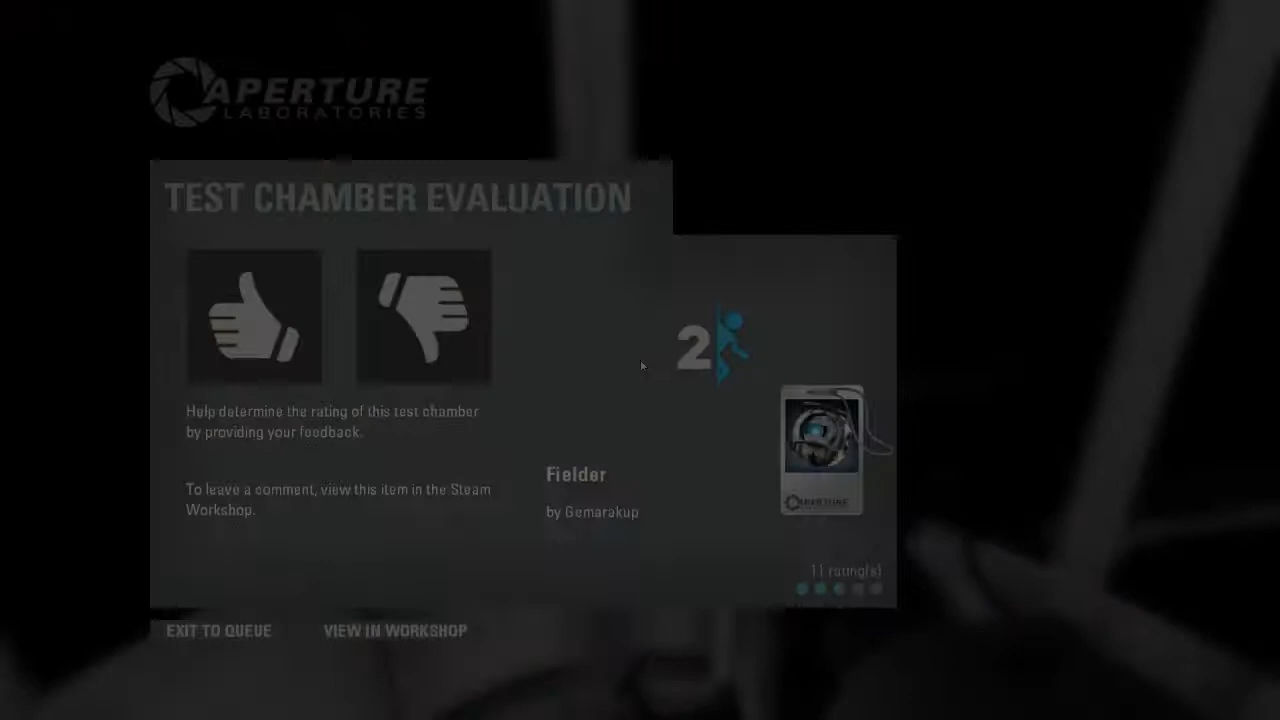 APERTURE
LABORATORIES
TEST CHAMBER EVALUATION
2
Help determine the rating of this test chamber
by providing your feedback.
To leave a comment, view this item in the Steam
Workshop.
Fielder
by Gemarakup
APERTURE
11 rating(s)
EXIT TO QUEUE
VIEW IN WORKSHOP